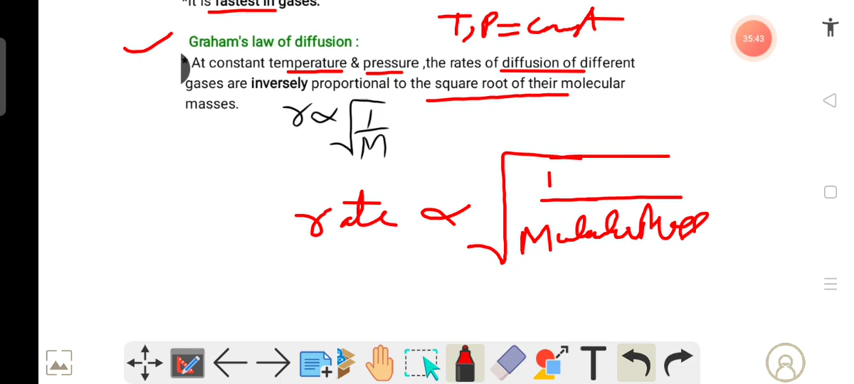 *It is fastest in gases.
T, P = const
Graham's law of diffusion :
* At constant temperature & pressure ,the rates of diffusion of different
gases are inversely proportional to the square root of their molecular
masses.
r ∝ √(1/M)
rate ∝ √(1/Molecular Mass)
35:43
T